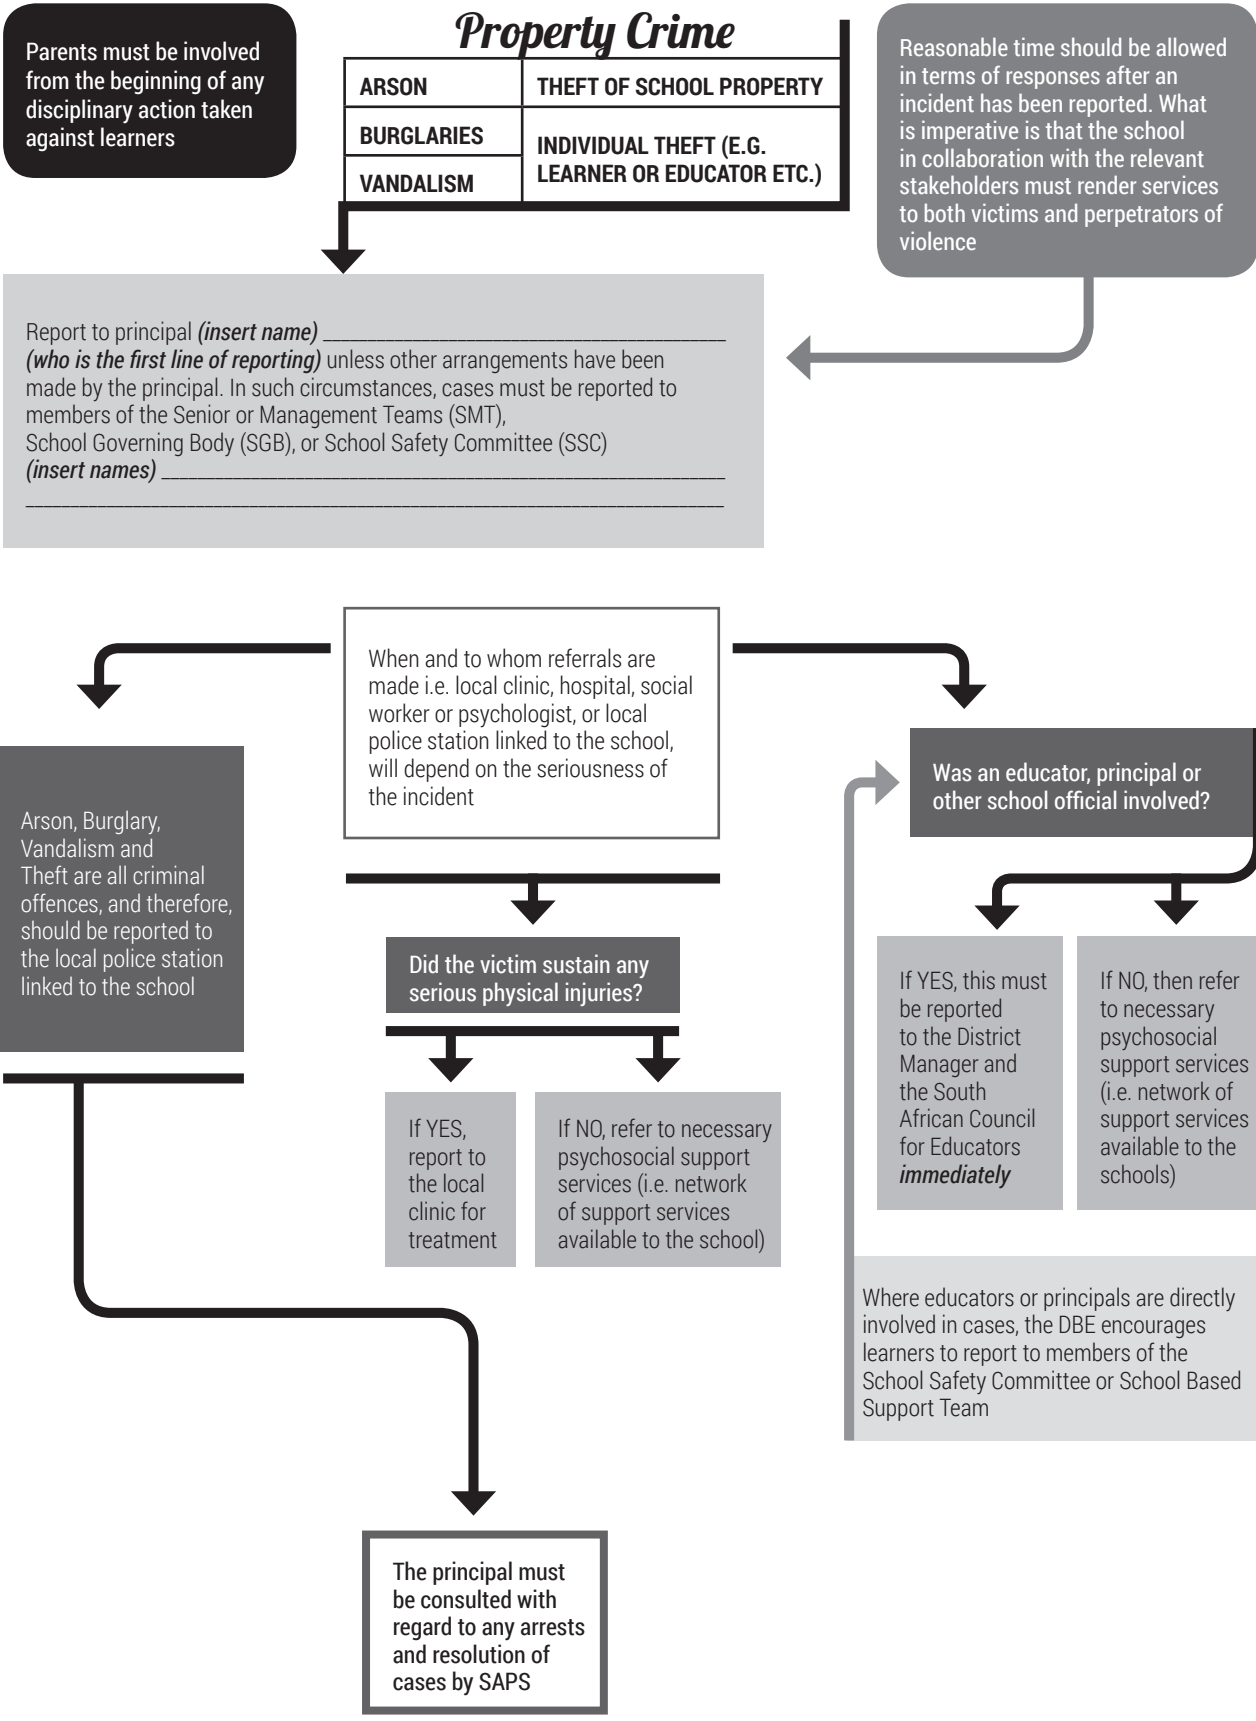 Parents must be involved
from the beginning of any
disciplinary action taken
against learners
Property Crime
ARSON
THEFT OF SCHOOL PROPERTY
BURGLARIES
VANDALISM
INDIVIDUAL THEFT (E.G.
LEARNER OR EDUCATOR ETC.)
Reasonable time should be allowed
in terms of responses after an
incident has been reported. What
is imperative is that the school
in collaboration with the relevant
stakeholders must render services
to both victims and perpetrators of
violence
Report to principal (insert name) ____________________
(who is the first line of reporting) unless other arrangements have been
made by the principal. In such circumstances, cases must be reported to
members of the Senior or Management Teams (SMT),
School Governing Body (SGB), or School Safety Committee (SSC)
(insert names) ____________________
____________________
When and to whom referrals are
made i.e. local clinic, hospital, social
worker or psychologist, or local
police station linked to the school,
will depend on the seriousness of
the incident
Arson, Burglary,
Vandalism and
Theft are all criminal
offences, and therefore,
should be reported to
the local police station
linked to the school
Did the victim sustain any
serious physical injuries?
If YES,
report to
the local
clinic for
treatment
If NO, refer to necessary
psychosocial support
services (i.e. network
of support services
available to the school)
Was an educator, principal or
other school official involved?
If YES, this must
be reported
to the District
Manager and
the South
African Council
for Educators
immediately
If NO, then refer
to necessary
psychosocial
support services
(i.e. network of
support services
available to the
schools)
Where educators or principals are directly
involved in cases, the DBE encourages
learners to report to members of the
School Safety Committee or School Based
Support Team
The principal must
be consulted with
regard to any arrests
and resolution of
cases by SAPS